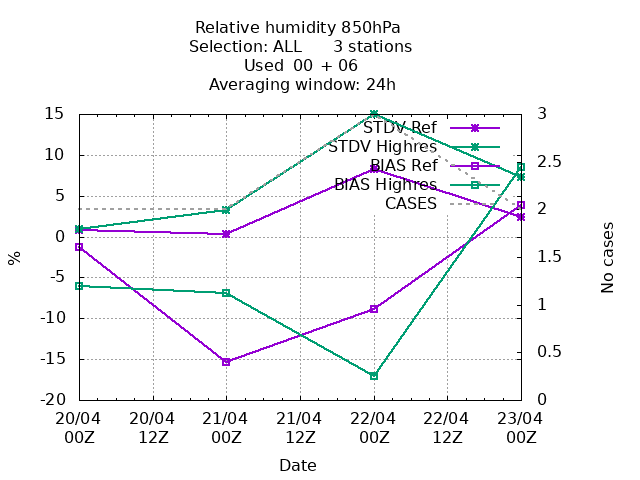 Relative humidity 850hPa
Selection: ALL 3 stations
Used 00 + 06
Averaging window: 24h
15
10
5
0
-5
-10
-15
-20
%
3
2.5
2
1.5
1
0.5
0
No cases
STDV Ref
STDV Highres
BIAS Ref
BIAS Highres
CASES
20/04 20/04 21/04 21/04 22/04 22/04 23/04
00Z 12Z 00Z 12Z 00Z 12Z 00Z
Date